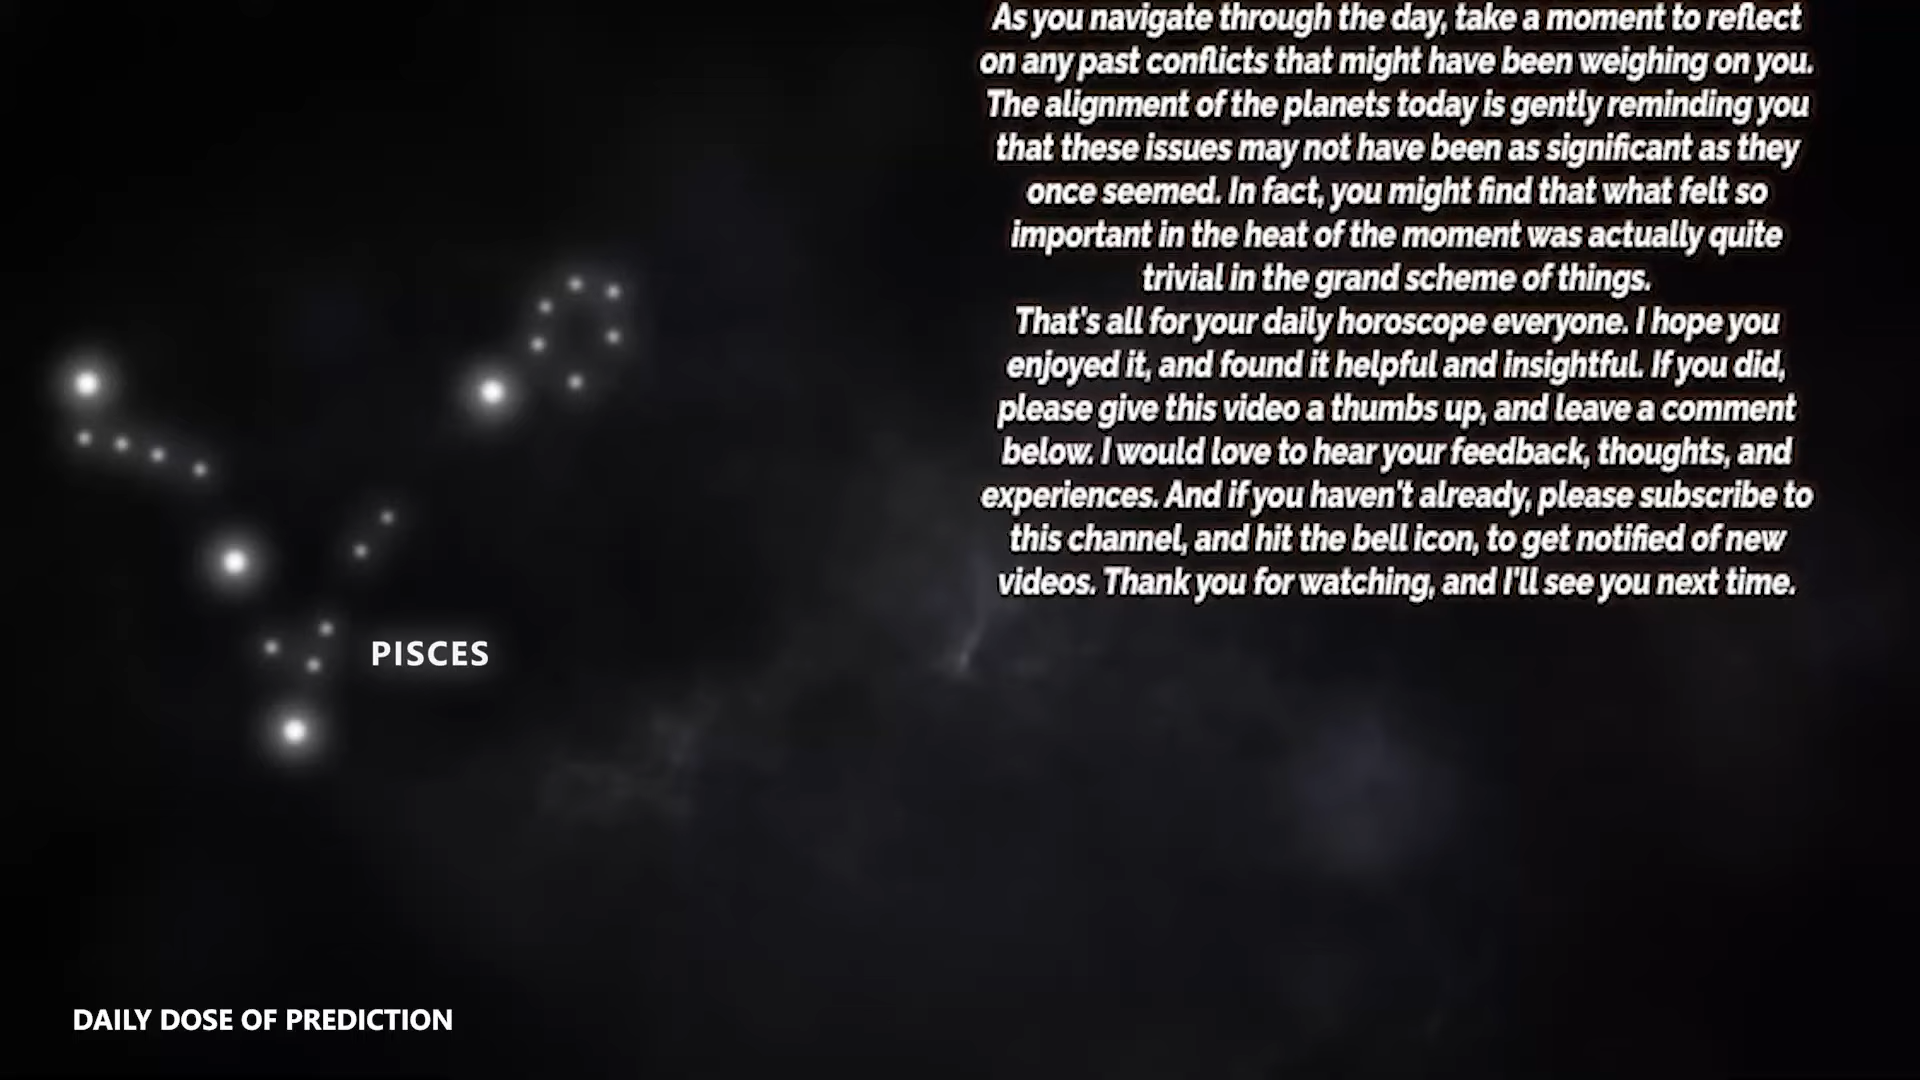 As you navigate through the day, take a moment to reflect
on any past conflicts that might have been weighing on you.
The alignment of the planets today is gently reminding you
that these issues may not have been as significant as they
once seemed. In fact, you might find that what felt so
important in the heat of the moment was actually quite
trivial in the grand scheme of things.
That's all for your daily horoscope everyone. I hope you
enjoyed it, and found it helpful and insightful. If you did,
please give this video a thumbs up, and leave a comment
below. I would love to hear your feedback, thoughts, and
experiences. And if you haven't already, please subscribe to
this channel, and hit the bell icon, to get notified of new
videos. Thank you for watching, and I'll see you next time.
PISCES
DAILY DOSE OF PREDICTION